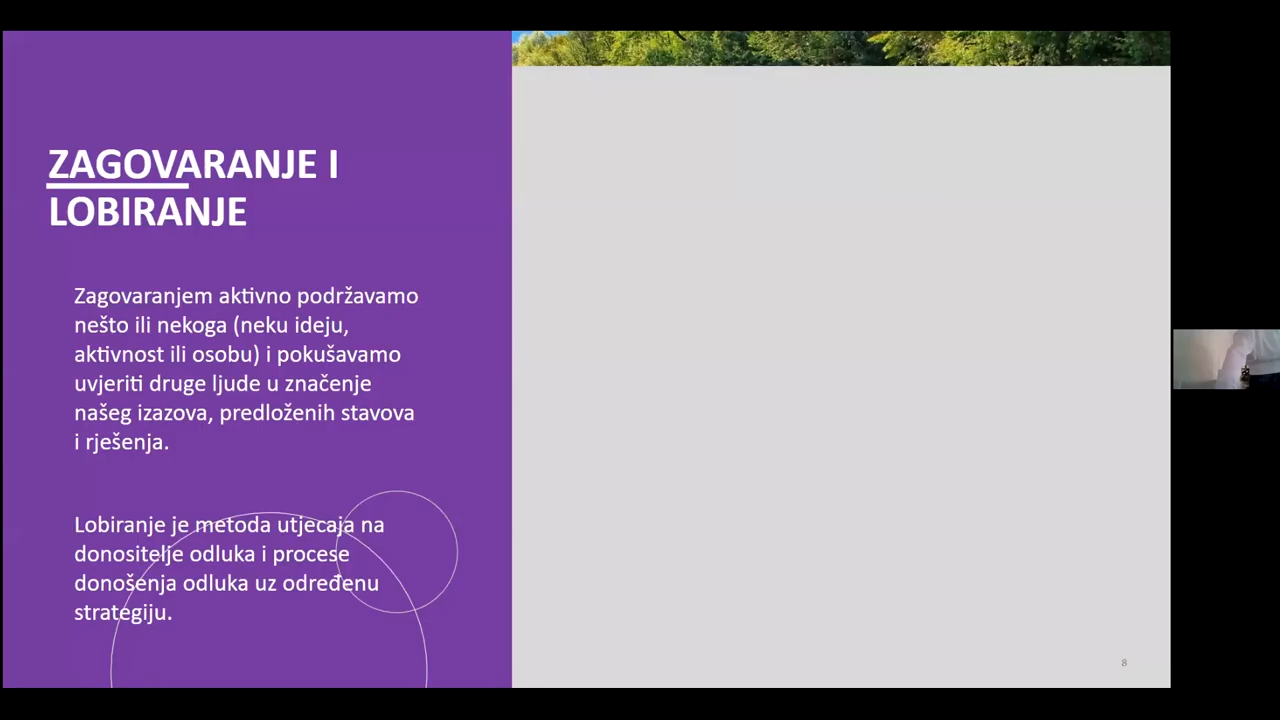 ZAGOVARANJE I
LOBIRANJE
Zagovaranjem aktivno podržavamo
nešto ili nekoga (neku ideju,
aktivnost ili osobu) i pokušavamo
uvjeriti druge ljude u značenje
našeg izazova, predloženih stavova
i rješenja.
Lobiranje je metoda utjecaja na
donositelje odluka i procese
donošenja odluka uz određenu
strategiju.
8